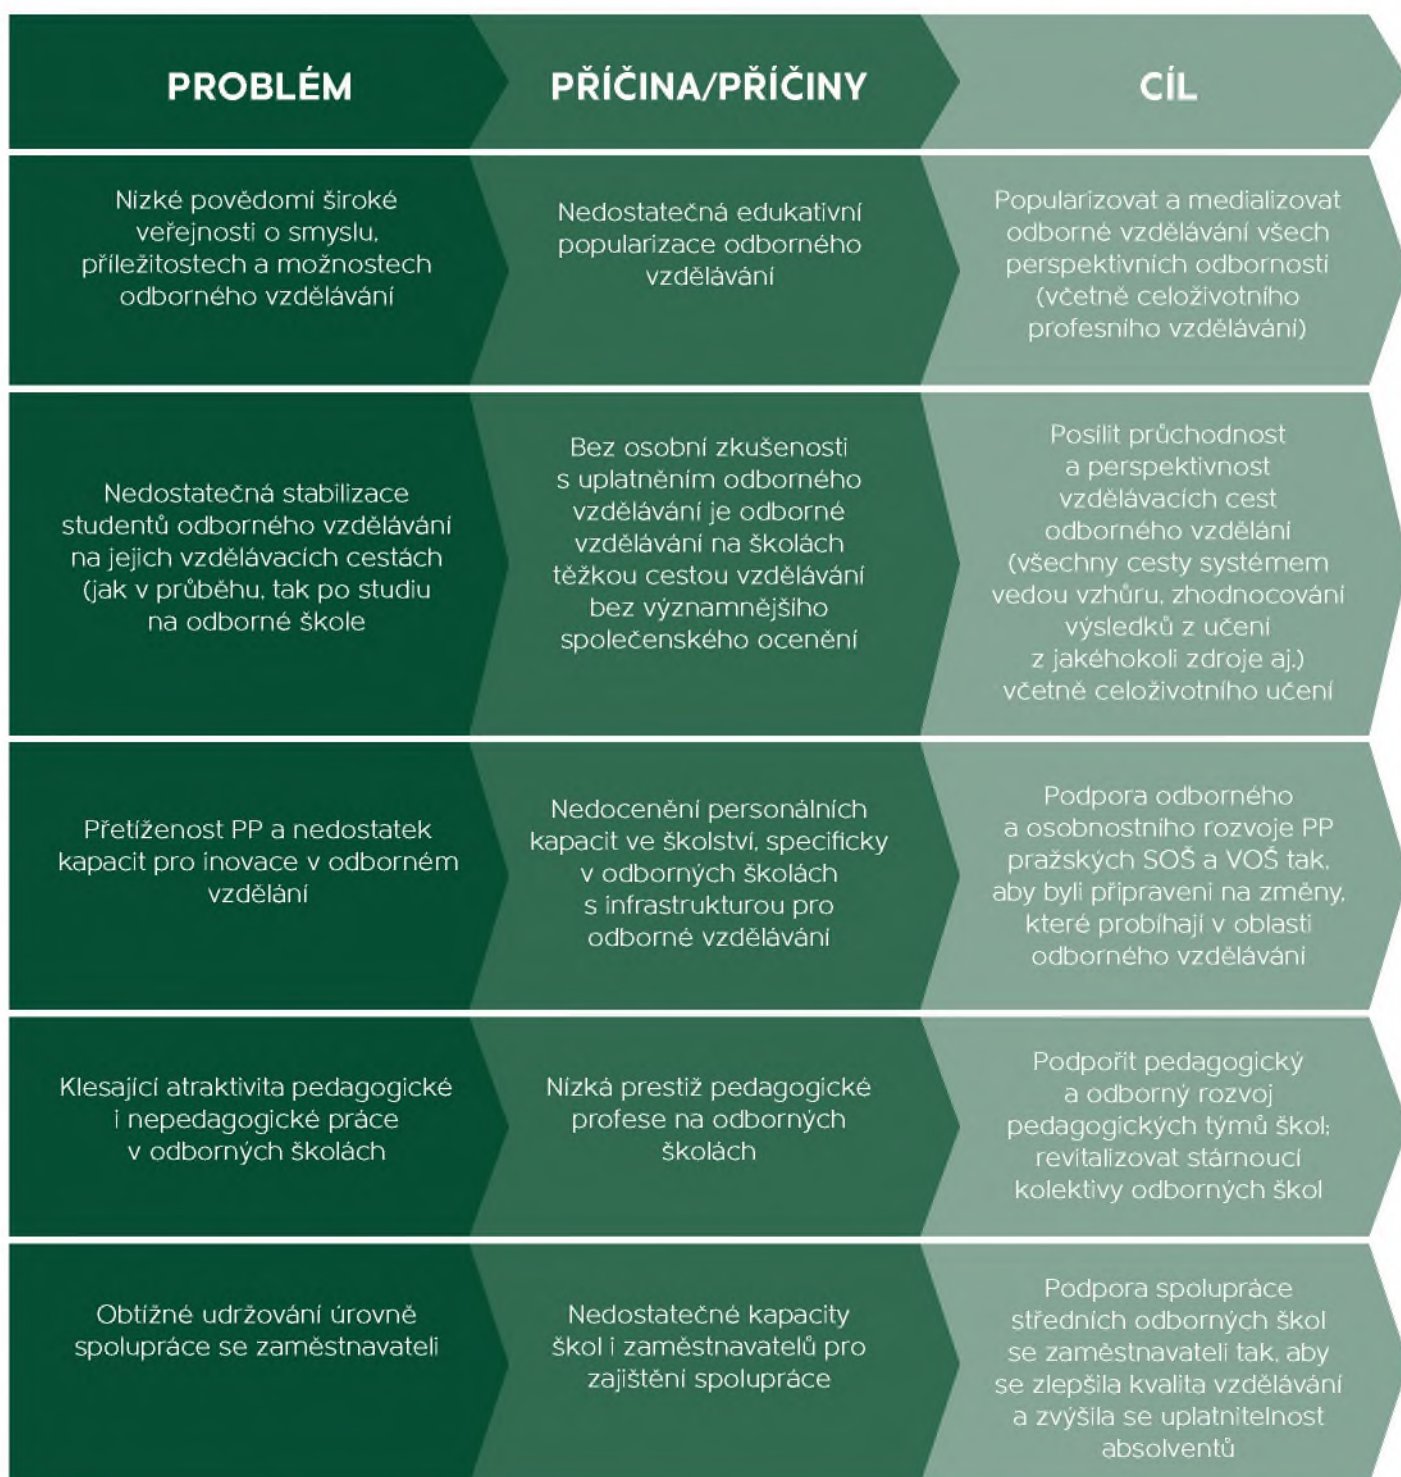 PROBLÉM
PŘÍČINA/PŘÍČINY
CÍL
Nízké povědomí široké
veřejnosti o smyslu,
příležitostech a možnostech
odborného vzdělávání
Nedostatečná edukativní
popularizace odborného
vzdělávání
Popularizovat a medializovat
odborné vzdělávání všech
perspektivních odborností
(včetně celoživotního
profesního vzdělávání)
Nedostatečná stabilizace
studentů odborného vzdělávání
na jejich vzdělávacích cestách
(jak v průběhu, tak po studiu
na odborné škole
Bez osobní zkušenosti
s uplatněním odborného
vzdělávání je odborné
vzdělávání na školách
těžkou cestou vzdělávání
bez významnějšího
společenského ocenění
Posílit průchodnost
a perspektivnost
vzdělávacích cest
odborného vzdělání
(všechny cesty systémem
vedou vzhůru, zhodnocování
výsledků z učení
z jakéhokoli zdroje aj.)
včetně celoživotního učení
Přetíženost PP a nedostatek
kapacit pro inovace v odborném
vzdělání
Nedocenění personálních
kapacit ve školství, specificky
v odborných školách
s infrastrukturou pro
odborné vzdělávání
Podpora odborného
a osobnostního rozvoje PP
pražských SOŠ a VOŠ tak,
aby byli připraveni na změny,
které probíhají v oblasti
odborného vzdělávání
Klesající atraktivita pedagogické
i nepedagogické práce
v odborných školách
Nízká prestiž pedagogické
profese na odborných
školách
Podpořit pedagogický
a odborný rozvoj
pedagogických týmů škol;
revitalizovat stárnoucí
kolektivy odborných škol
Obtížné udržování úrovně
spolupráce se zaměstnavateli
Nedostatečné kapacity
škol i zaměstnavatelů pro
zajištění spolupráce
Podpora spolupráce
středních odborných škol
se zaměstnavateli tak, aby
se zlepšila kvalita vzdělávání
a zvýšila se uplatnitelnost
absolventů